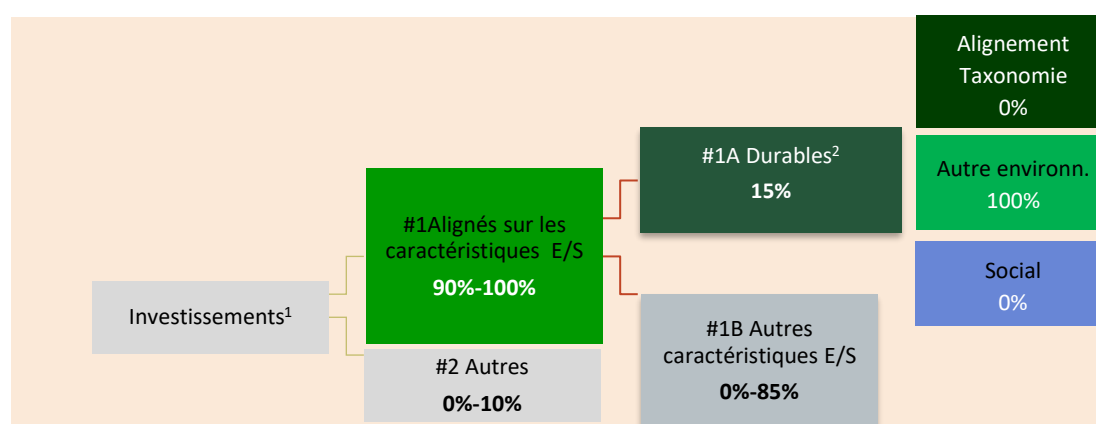 Investissements¹
#1Alignés sur les
caractéristiques E/S
90%-100%
#2 Autres
0%-10%
#1A Durables²
15%
#1B Autres
caractéristiques E/S
0%-85%
Alignement
Taxonomie
0%
Autre environn.
100%
Social
0%